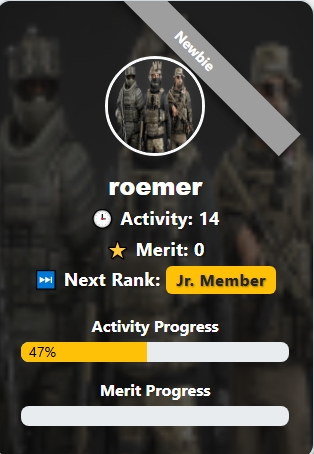 Newbie
roemer
Activity: 14
Merit: 0
Next Rank: Jr. Member
Activity Progress
47%
Merit Progress